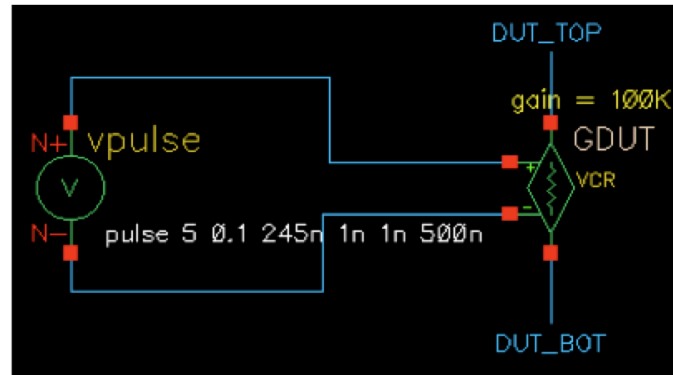 DUT_TOP
gain = 100K
N+ vpulse
GDUT
+
VCR
V
-
N-
pulse 5 0.1 245n 1n 1n 500n
DUT_BOT